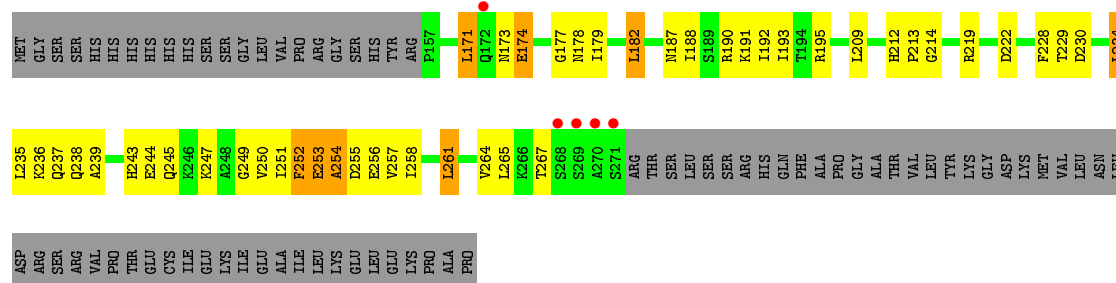 MET GLY SER SER HIS HIS HIS HIS HIS HIS SER SER GLY LEU VAL PRO ARG GLY SER HIS TYR ARG P157 L171 Q172 N173 E174 G177 N178 I179 L182 N187 I188 S189 R190 K191 I192 I193 T194 R195 L209 H212 P213 G214 R219 D222 F228 T229 D230
L235 K236 Q237 Q238 A239 H243 E244 Q245 K246 K247 A248 G249 V250 I251 F252 E253 A254 D255 E256 V257 I258 L261 V264 L265 K266 T267 S268 S269 A270 S271 ARG THR SER LEU SER SER ARG HIS GLN PHE ALA PRO GLY ALA THR VAL LEU TYR LYS GLY ASP LYS MET VAL LEU ASN
ASP ARG SER ARG VAL PRO THR GLU CYS ILE GLU LYS ILE GLU ALA ILE LEU LYS GLU LEU GLU LYS PRO ALA PRO